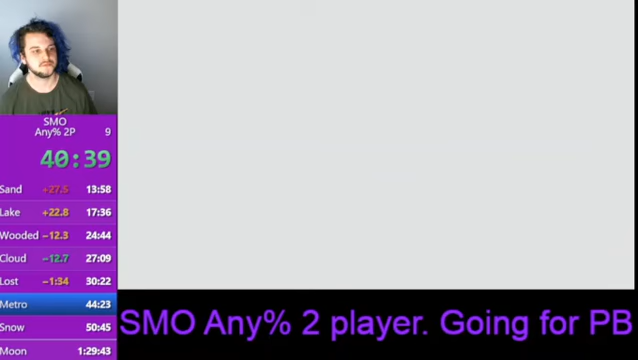 SMO
Any% 2P 9
40:39
Sand +27.5 13:58
Lake +22.8 17:36
Wooded −12.3 24:44
Cloud −12.7 27:09
Lost −1:34 30:22
Metro 44:23
Snow 50:45
Moon 1:29:43
SMO Any% 2 player. Going for PB